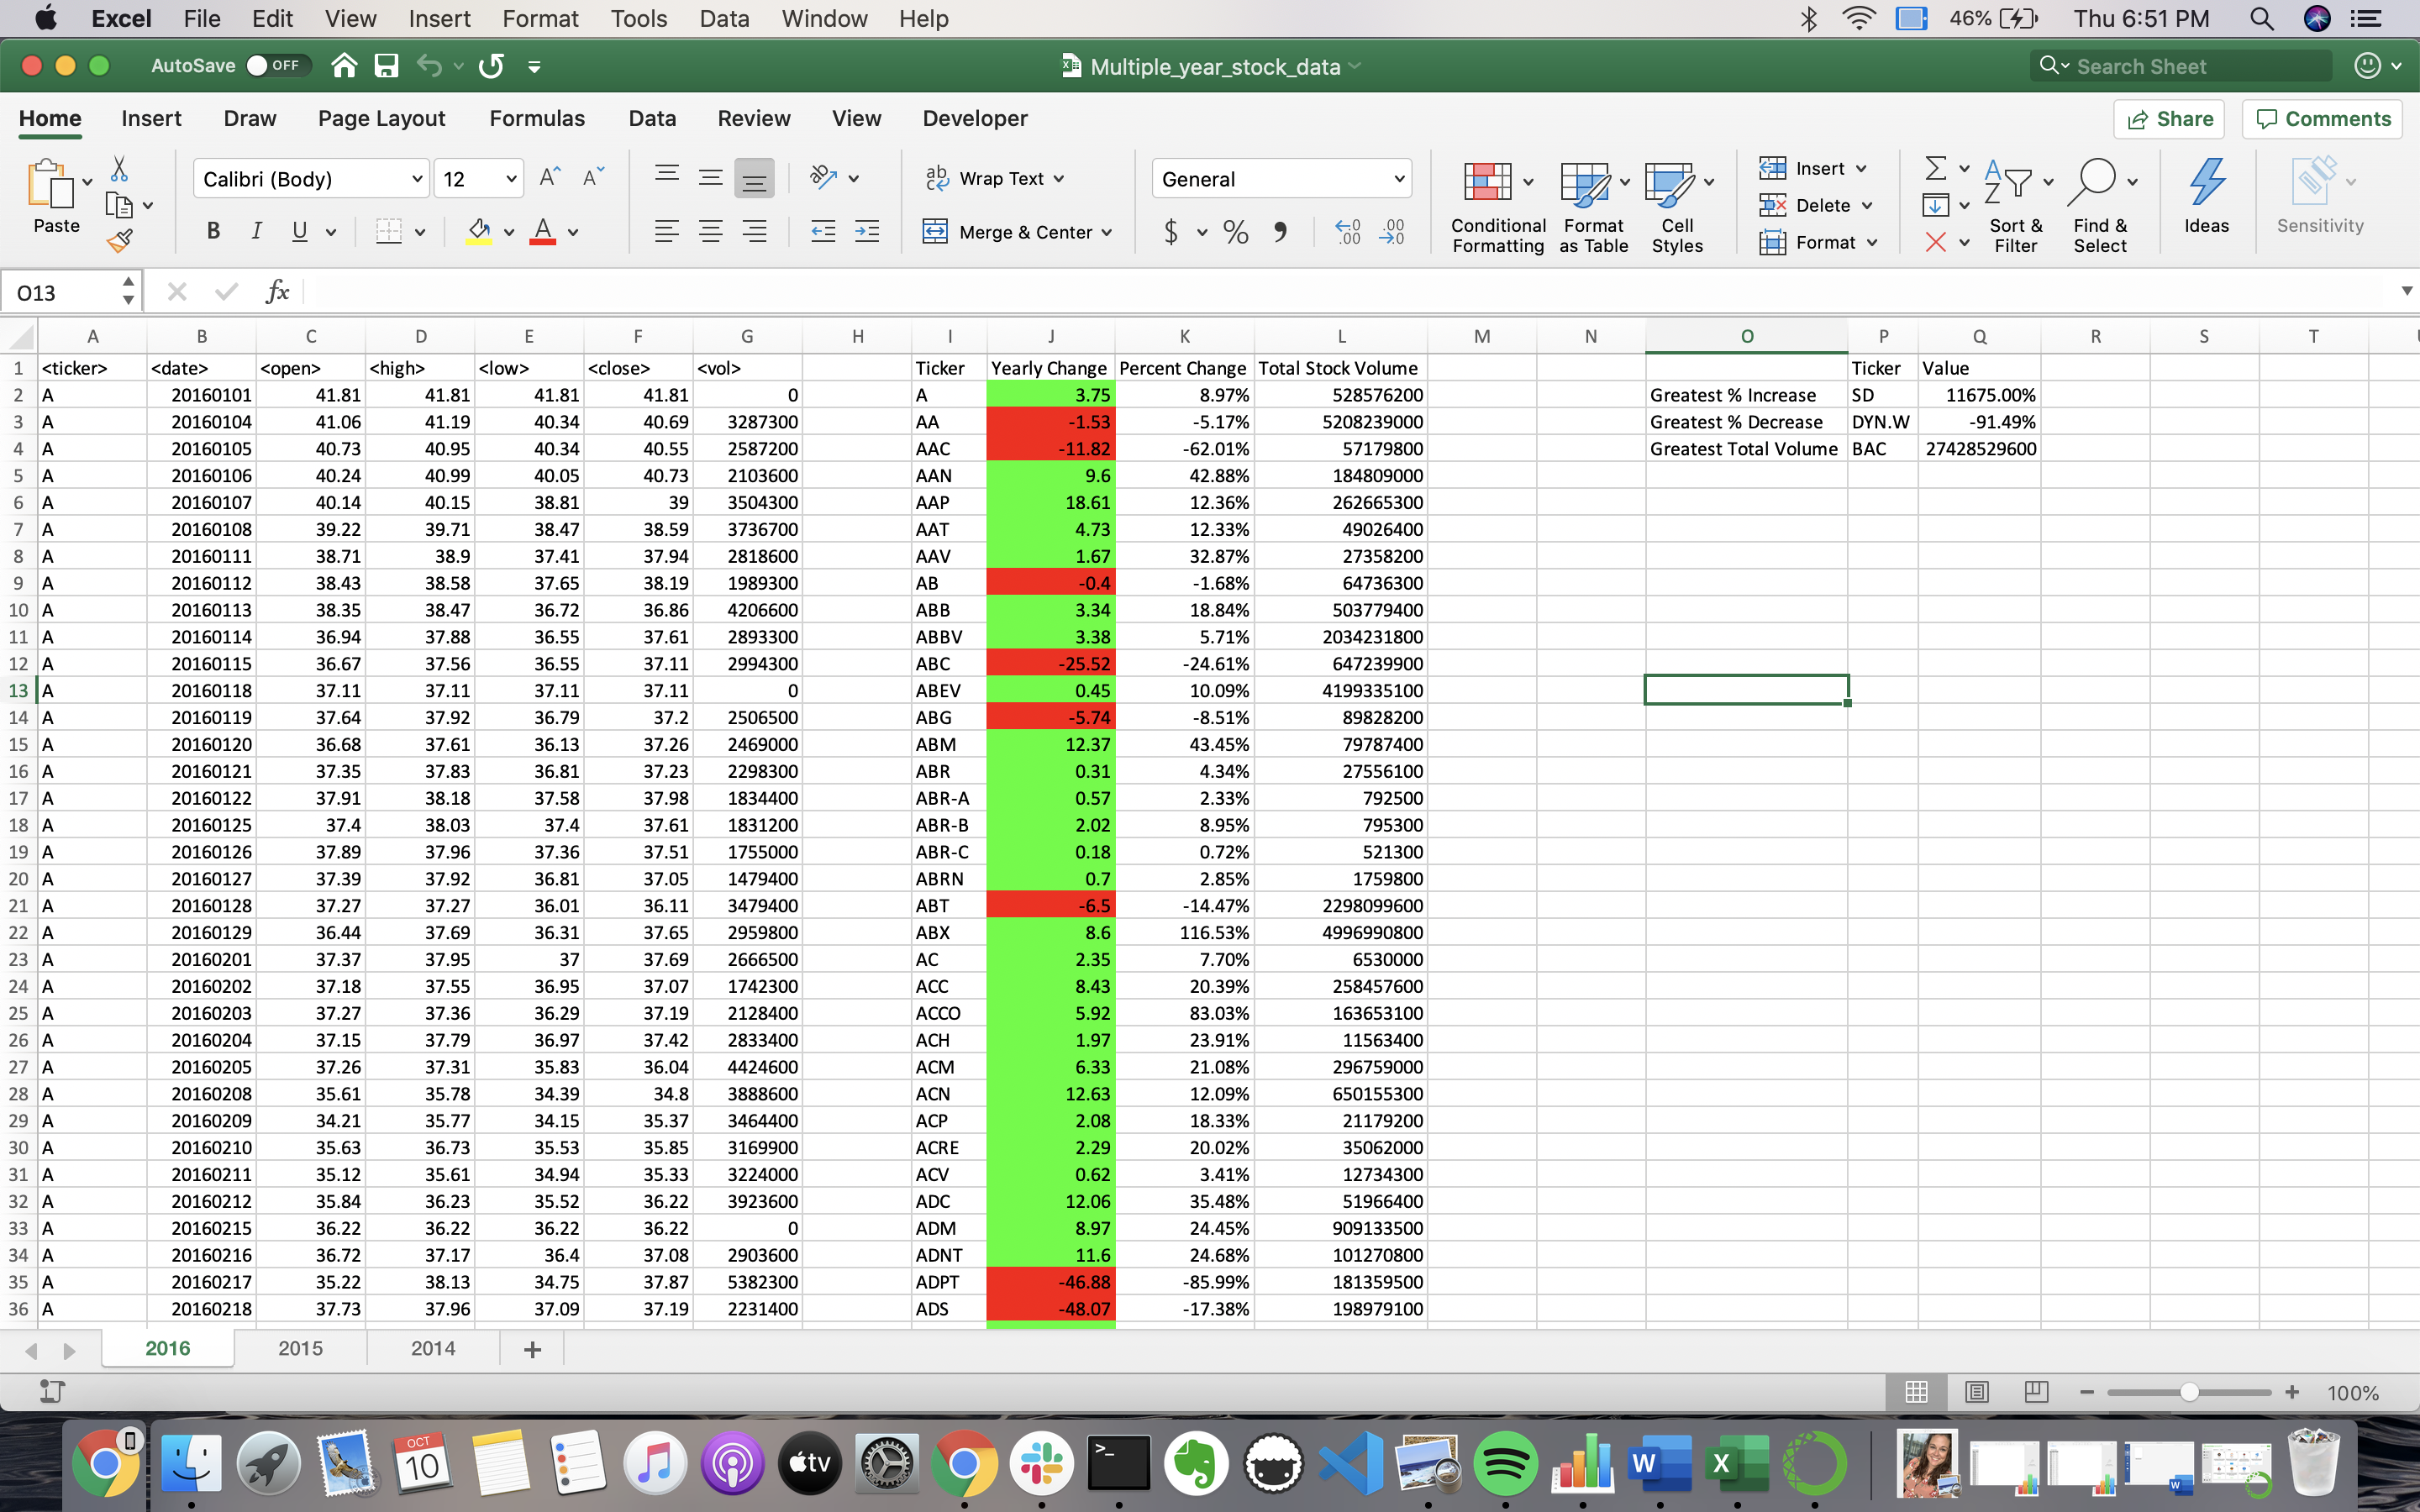 Excel File Edit View Insert Format Tools Data Window Help 46% Thu 6:51 PM
AutoSave OFF Multiple_year_stock_data Search Sheet
Home Insert Draw Page Layout Formulas Data Review View Developer Share Comments
Paste Calibri (Body) 12 Wrap Text General Insert
B I U Merge & Center $ % Delete
Conditional Formatting Format as Table Cell Styles Format Sort & Filter Find & Select Ideas Sensitivity
O13 fx
A B C D E F G H I J K L M N O P Q R S T
1 <ticker> <date> <open> <high> <low> <close> <vol> Ticker Yearly Change Percent Change Total Stock Volume Ticker Value
2 A 20160101 41.81 41.81 41.81 41.81 0 A 3.75 8.97% 528576200 Greatest % Increase SD 11675.00%
3 A 20160104 41.06 41.19 40.34 40.69 3287300 AA -1.53 -5.17% 5208239000 Greatest % Decrease DYN.W -91.49%
4 A 20160105 40.73 40.95 40.34 40.55 2587200 AAC -11.82 -62.01% 57179800 Greatest Total Volume BAC 27428529600
5 A 20160106 40.24 40.99 40.05 40.73 2103600 AAN 9.6 42.88% 184809000
6 A 20160107 40.14 40.15 38.81 39 3504300 AAP 18.61 12.36% 262665300
7 A 20160108 39.22 39.71 38.47 38.59 3736700 AAT 4.73 12.33% 49026400
8 A 20160111 38.71 38.9 37.41 37.94 2818600 AAV 1.67 32.87% 27358200
9 A 20160112 38.43 38.58 37.65 38.19 1989300 AB -0.4 -1.68% 64736300
10 A 20160113 38.35 38.47 36.72 36.86 4206600 ABB 3.34 18.84% 503779400
11 A 20160114 36.94 37.88 36.55 37.61 2893300 ABBV 3.38 5.71% 2034231800
12 A 20160115 36.67 37.56 36.55 37.11 2994300 ABC -25.52 -24.61% 647239900
13 A 20160118 37.11 37.11 37.11 37.11 0 ABEV 0.45 10.09% 4199335100
14 A 20160119 37.64 37.92 36.79 37.2 2506500 ABG -5.74 -8.51% 89828200
15 A 20160120 36.68 37.61 36.13 37.26 2469000 ABM 12.37 43.45% 79787400
16 A 20160121 37.35 37.83 36.81 37.23 2298300 ABR 0.31 4.34% 27556100
17 A 20160122 37.91 38.18 37.58 37.98 1834400 ABR-A 0.57 2.33% 792500
18 A 20160125 37.4 38.03 37.4 37.61 1831200 ABR-B 2.02 8.95% 795300
19 A 20160126 37.89 37.96 37.36 37.51 1755000 ABR-C 0.18 0.72% 521300
20 A 20160127 37.39 37.92 36.81 37.05 1479400 ABRN 0.7 2.85% 1759800
21 A 20160128 37.27 37.27 36.01 36.11 3479400 ABT -6.5 -14.47% 2298099600
22 A 20160129 36.44 37.69 36.31 37.65 2959800 ABX 8.6 116.53% 4996990800
23 A 20160201 37.37 37.95 37 37.69 2666500 AC 2.35 7.70% 6530000
24 A 20160202 37.18 37.55 36.95 37.07 1742300 ACC 8.43 20.39% 258457600
25 A 20160203 37.27 37.36 36.29 37.19 2128400 ACCO 5.92 83.03% 163653100
26 A 20160204 37.15 37.79 36.97 37.42 2833400 ACH 1.97 23.91% 11563400
27 A 20160205 37.26 37.31 35.83 36.04 4424600 ACM 6.33 21.08% 296759000
28 A 20160208 35.61 35.78 34.39 34.8 3888600 ACN 12.63 12.09% 650155300
29 A 20160209 34.21 35.77 34.15 35.37 3464400 ACP 2.08 18.33% 21179200
30 A 20160210 35.63 36.73 35.53 35.85 3169900 ACRE 2.29 20.02% 35062000
31 A 20160211 35.12 35.61 34.94 35.33 3224000 ACV 0.62 3.41% 12734300
32 A 20160212 35.84 36.23 35.52 36.22 3923600 ADC 12.06 35.48% 51966400
33 A 20160215 36.22 36.22 36.22 36.22 0 ADM 8.97 24.45% 909133500
34 A 20160216 36.72 37.17 36.4 37.08 2903600 ADNT 11.6 24.68% 101270800
35 A 20160217 35.22 38.13 34.75 37.87 5382300 ADPT -46.88 -85.99% 181359500
36 A 20160218 37.73 37.96 37.09 37.19 2231400 ADS -48.07 -17.38% 198979100
2016 2015 2014 +
100%
OCT 10 tv >_ W X